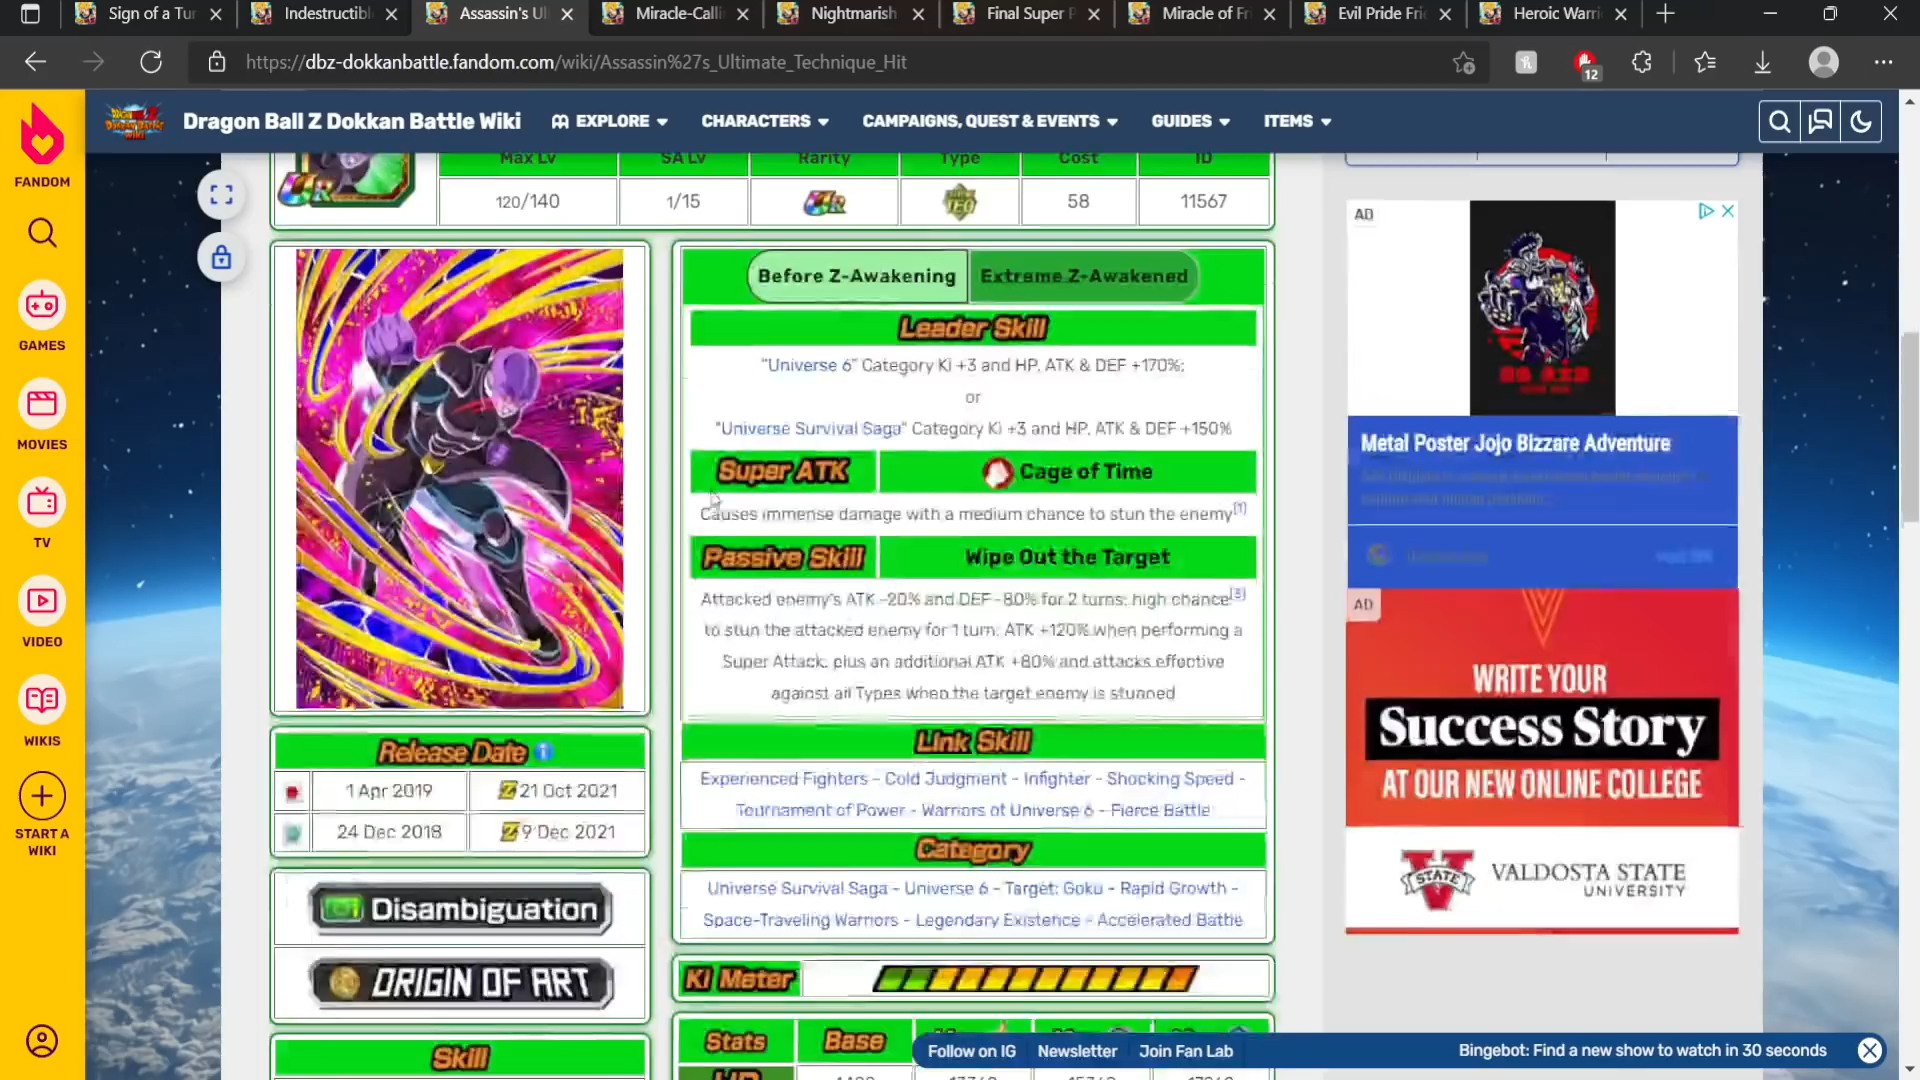 Sign of a Tur
Indestructibl
Assassin's Ul
Miracle-Calli
Nightmarish
Final Super P
Miracle of Fr
Evil Pride Fri
Heroic Warri
https://dbz-dokkanbattle.fandom.com/wiki/Assassin%27s_Ultimate_Technique_Hit
12
FANDOM
GAMES
MOVIES
TV
VIDEO
WIKIS
START A
WIKI
Dragon Ball Z Dokkan Battle Wiki
EXPLORE
CHARACTERS
CAMPAIGNS, QUEST & EVENTS
GUIDES
ITEMS
Max Lv
SA Lv
Rarity
Type
Cost
ID
120/140
1/15
UR
58
11567
Before Z-Awakening
Extreme Z-Awakened
Leader Skill
"Universe 6" Category Ki +3 and HP, ATK & DEF +170%;
or
"Universe Survival Saga" Category Ki +3 and HP, ATK & DEF +150%
Super ATK
Cage of Time
Causes immense damage with a medium chance to stun the enemy[1]
Passive Skill
Wipe Out the Target
Attacked enemy's ATK -20% and DEF -80% for 2 turns; high chance[3]
to stun the attacked enemy for 1 turn; ATK +120% when performing a
Super Attack, plus an additional ATK +80% and attacks effective
against all Types when the target enemy is stunned
Link Skill
Experienced Fighters - Cold Judgment - Infighter - Shocking Speed -
Tournament of Power - Warriors of Universe 6 - Fierce Battle
Category
Universe Survival Saga - Universe 6 - Target: Goku - Rapid Growth -
Space-Traveling Warriors - Legendary Existence - Accelerated Battle
Ki Meter
Stats
Base
HP
Release Date
1 Apr 2019
21 Oct 2021
24 Dec 2018
9 Dec 2021
Disambiguation
ORIGIN OF ART
Skill
AD
Metal Poster Jojo Bizzare Adventure
AD
WRITE YOUR
Success Story
AT OUR NEW ONLINE COLLEGE
V
STATE
VALDOSTA STATE
UNIVERSITY
Follow on IG
Newsletter
Join Fan Lab
Bingebot: Find a new show to watch in 30 seconds